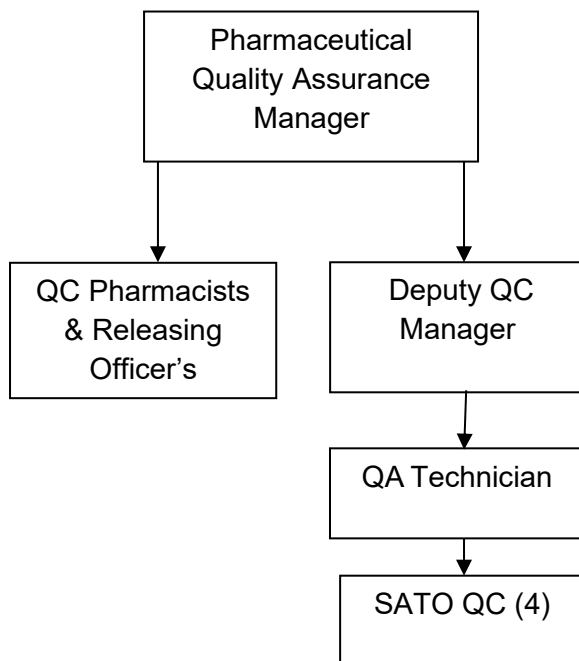 Pharmaceutical
Quality Assurance
Manager
QC Pharmacists
& Releasing
Officer’s
Deputy QC
Manager
QA Technician
SATO QC (4)